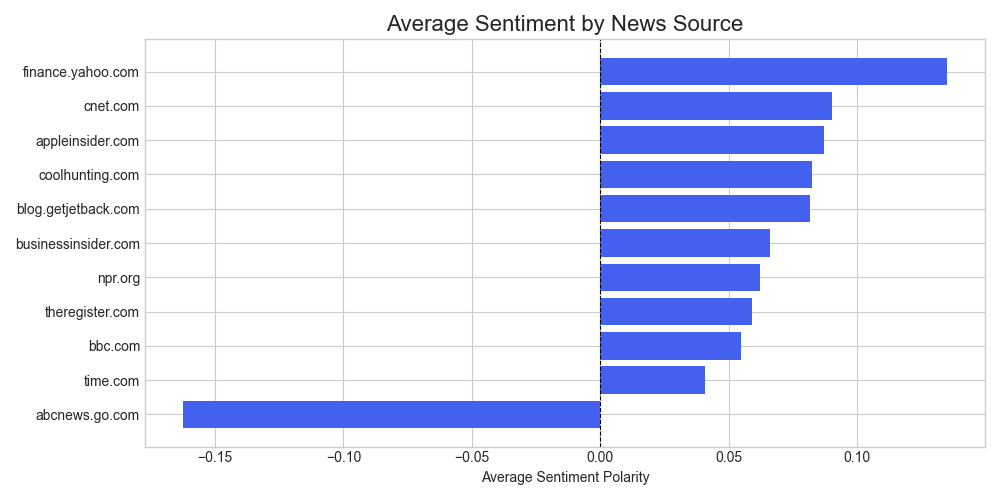 Average Sentiment by News Source
finance.yahoo.com
cnet.com
appleinsider.com
coolhunting.com
blog.getjetback.com
businessinsider.com
npr.org
theregister.com
bbc.com
time.com
abcnews.go.com
−0.15 −0.10 −0.05 0.00 0.05 0.10
Average Sentiment Polarity